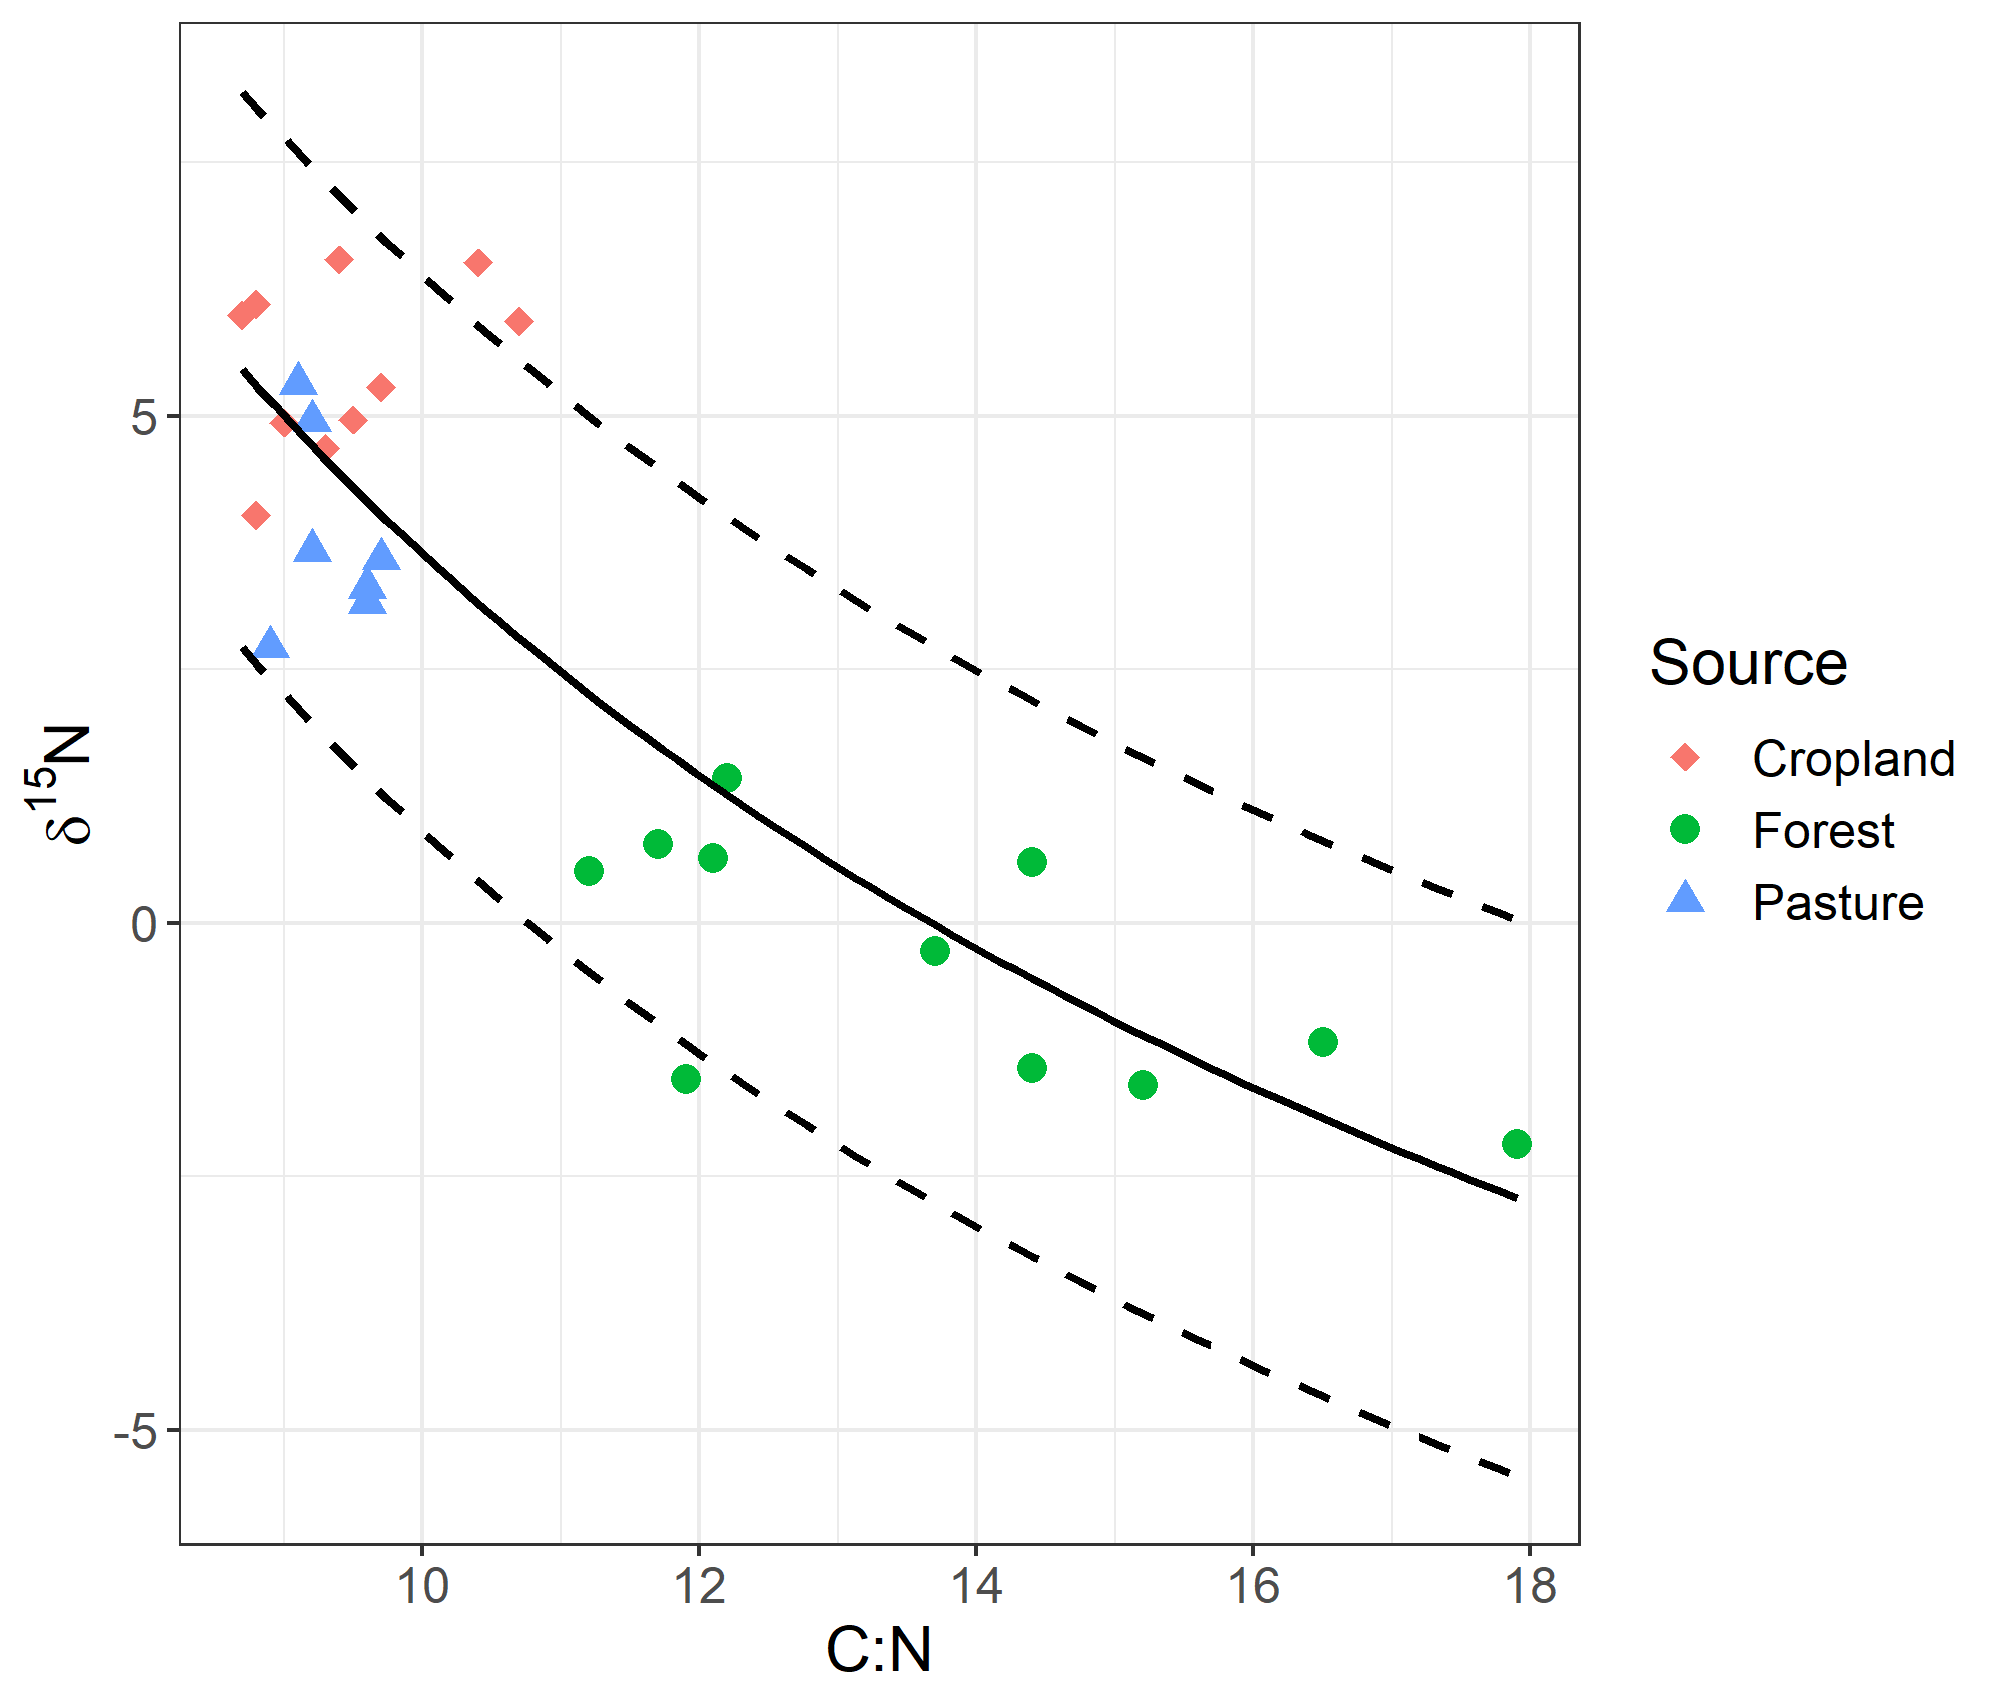 5
0
-5
10 12 14 16 18
C:N
δ¹⁵N
Source
Cropland
Forest
Pasture